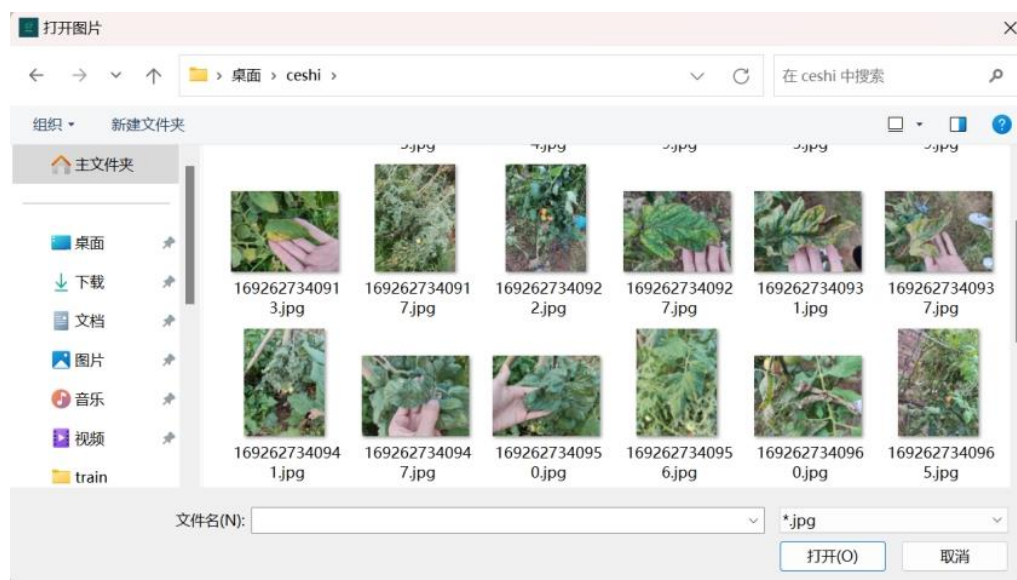 打开图片
桌面 › ceshi ›
在 ceshi 中搜索
组织
新建文件夹
主文件夹
桌面
下载
文档
图片
音乐
视频
train
3.jpg 4.jpg
169262734091 169262734091 169262734092 169262734092 169262734093 169262734093
3.jpg 7.jpg 2.jpg 7.jpg 1.jpg 7.jpg
169262734094 169262734094 169262734095 169262734095 169262734096 169262734096
1.jpg 7.jpg 0.jpg 6.jpg 0.jpg 5.jpg
文件名(N):
*.jpg
打开(O)
取消